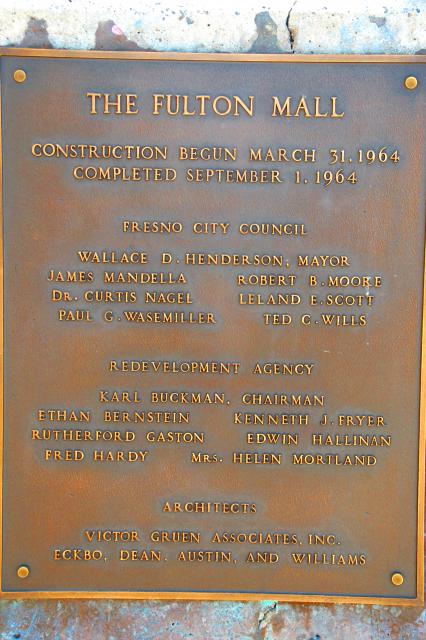 THE FULTON MALL
CONSTRUCTION BEGUN MARCH 31, 1964
COMPLETED SEPTEMBER 1, 1964
FRESNO CITY COUNCIL
WALLACE D. HENDERSON, MAYOR
JAMES MANDELLA ROBERT B. MOORE
DR. CURTIS NAGEL LELAND E. SCOTT
PAUL G. WASEMILLER TED C. WILLS
REDEVELOPMENT AGENCY
KARL BUCKMAN, CHAIRMAN
ETHAN BERNSTEIN KENNETH J. FRYER
RUTHERFORD GASTON EDWIN HALLINAN
FRED HARDY MRS. HELEN MORTLAND
ARCHITECTS
VICTOR GRUEN ASSOCIATES, INC.
ECKBO, DEAN, AUSTIN, AND WILLIAMS